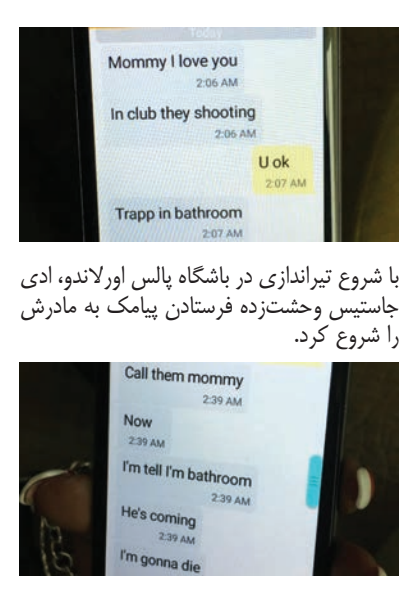 Today
Mommy I love you
2:06 AM
In club they shooting
2:06 AM
U ok
2:07 AM
Trapp in bathroom
2:07 AM
با شروع تیراندازی در باشگاه پالس اورلاندو، ادی
جاستیس وحشت‌زده فرستادن پیامک به مادرش
را شروع کرد.
Call them mommy
2:39 AM
Now
2:39 AM
I'm tell I'm bathroom
2:39 AM
He's coming
2:39 AM
I'm gonna die